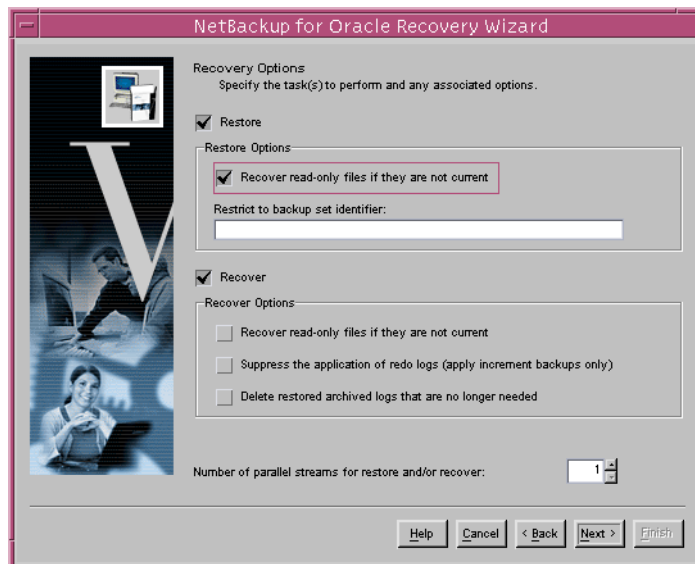 NetBackup for Oracle Recovery Wizard
Recovery Options
Specify the task(s) to perform and any associated options.
Restore
Restore Options
Recover read-only files if they are not current
Restrict to backup set identifier:
Recover
Recover Options
Recover read-only files if they are not current
Suppress the application of redo logs (apply increment backups only)
Delete restored archived logs that are no longer needed
Number of parallel streams for restore and/or recover: 1
Help Cancel < Back Next > Finish
V